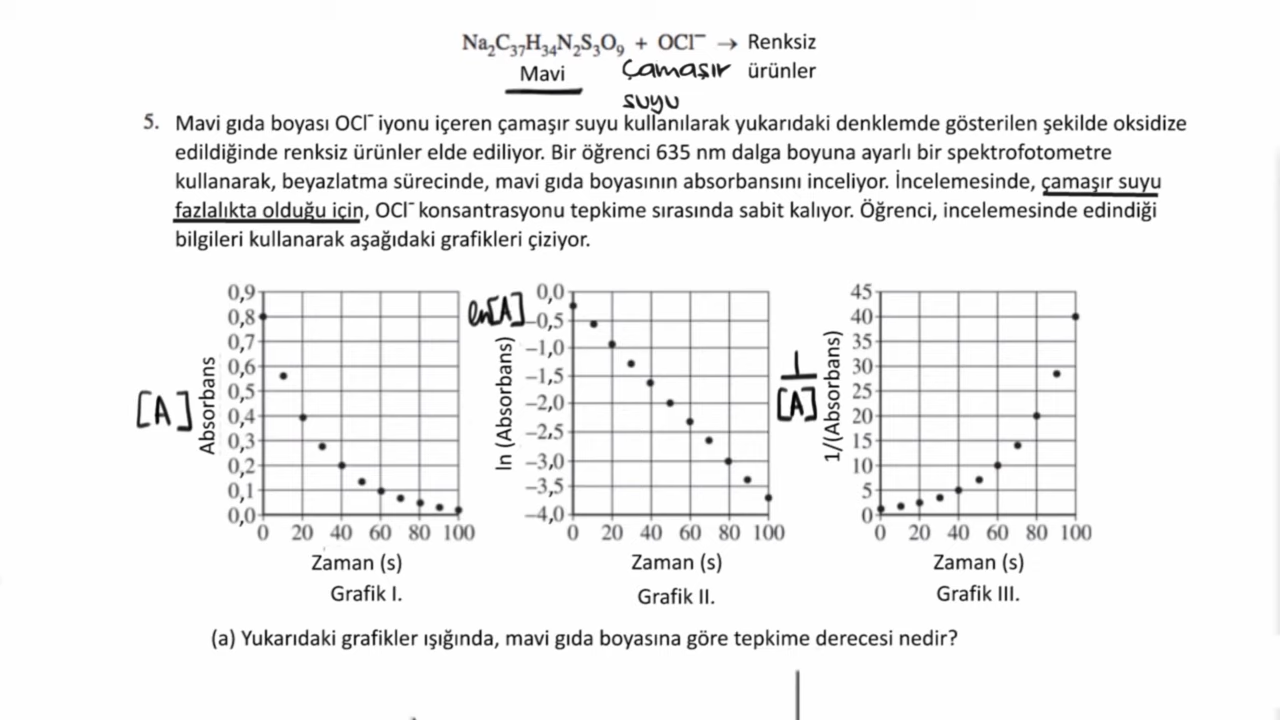 Na₂C₃₇H₃₄N₂S₃O₉ + OCl⁻ → Renksiz
Mavi çamaşır ürünler
suyu
5. Mavi gıda boyası OCl⁻ iyonu içeren çamaşır suyu kullanılarak yukarıdaki denklemde gösterilen şekilde oksidize
edildiğinde renksiz ürünler elde ediliyor. Bir öğrenci 635 nm dalga boyuna ayarlı bir spektrofotometre
kullanarak, beyazlatma sürecinde, mavi gıda boyasının absorbansını inceliyor. İncelemesinde, çamaşır suyu
fazlalıkta olduğu için, OCl⁻ konsantrasyonu tepkime sırasında sabit kalıyor. Öğrenci, incelemesinde edindiği
bilgileri kullanarak aşağıdaki grafikleri çiziyor.
[A]
Absorbans
0,9
0,8
0,7
0,6
0,5
0,4
0,3
0,2
0,1
0,0
0 20 40 60 80 100
Zaman (s)
Grafik I.
ln[A]
ln (Absorbans)
0,0
–0,5
–1,0
–1,5
–2,0
–2,5
–3,0
–3,5
–4,0
0 20 40 60 80 100
Zaman (s)
Grafik II.
1
[A]
1/(Absorbans)
45
40
35
30
25
20
15
10
5
0
0 20 40 60 80 100
Zaman (s)
Grafik III.
(a) Yukarıdaki grafikler ışığında, mavi gıda boyasına göre tepkime derecesi nedir?